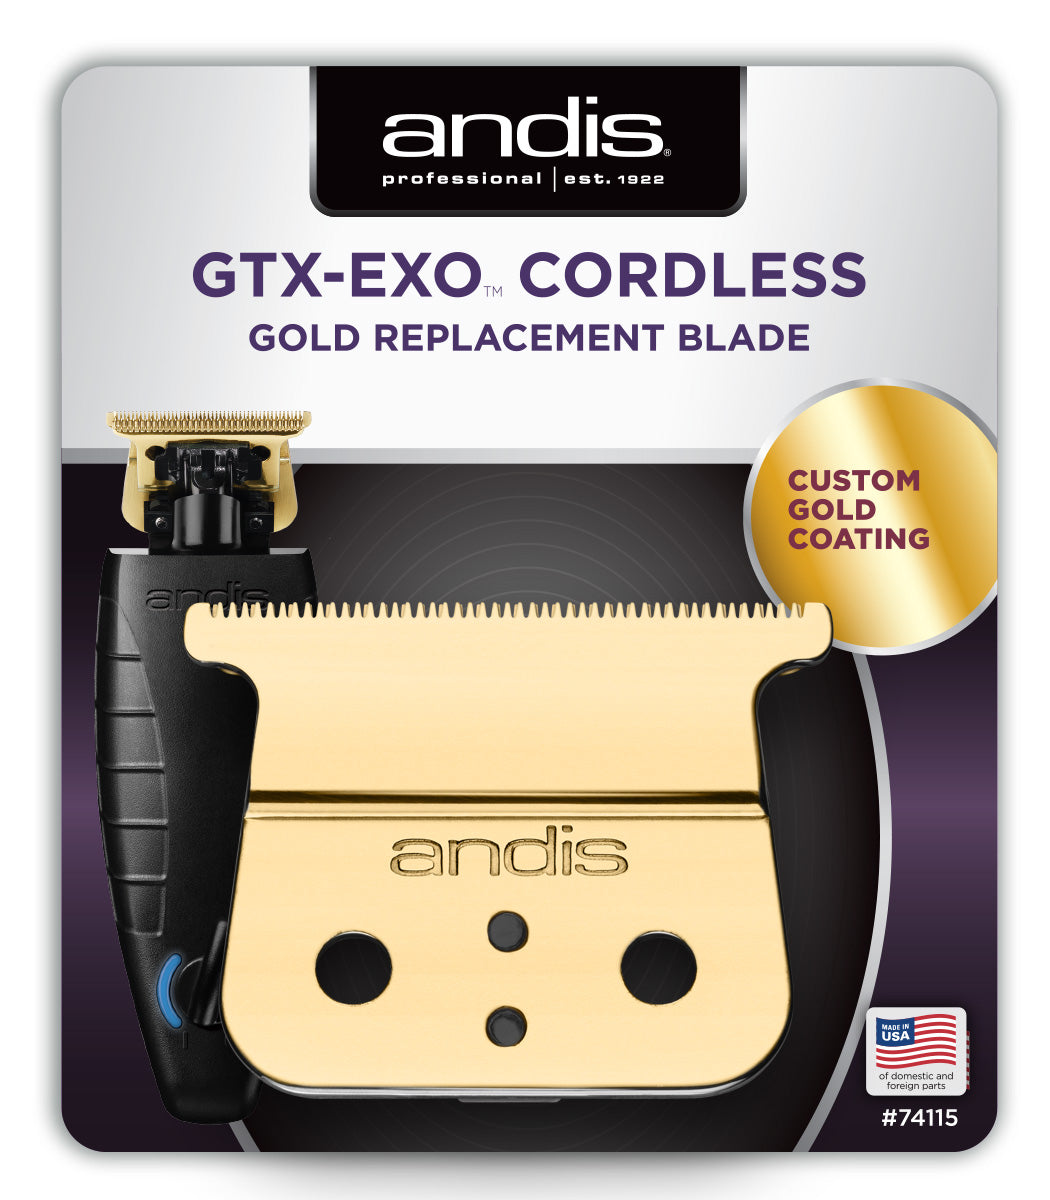 andis®
professional | est. 1922
GTX-EXO™ CORDLESS
GOLD REPLACEMENT BLADE
CUSTOM
GOLD
COATING
andis
andis
MADE IN
USA
of domestic and
foreign parts
#74115